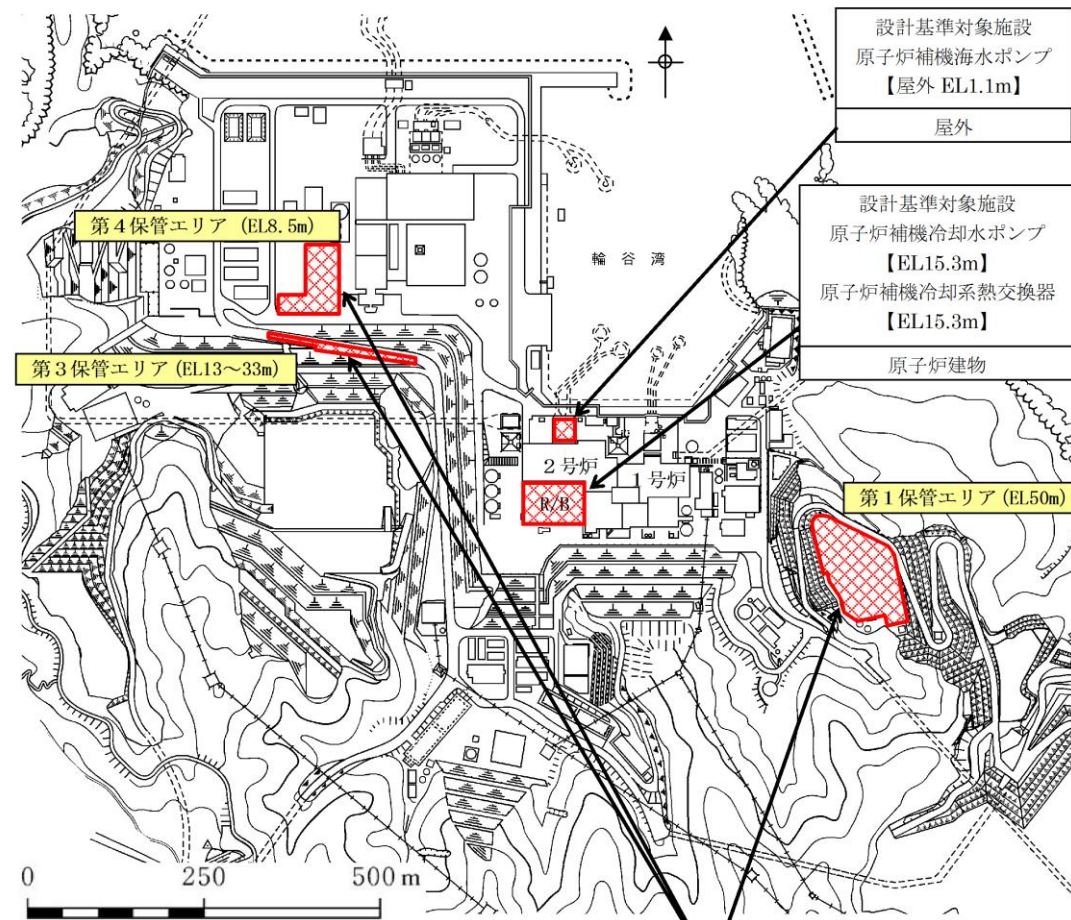 設計基準対象施設
原子炉補機海水ポンプ
【屋外 EL1.1m】
屋外
設計基準対象施設
原子炉補機冷却水ポンプ
【EL15.3m】
原子炉補機冷却系熱交換器
【EL15.3m】
原子炉建物
第4保管エリア (EL8.5m)
輪谷湾
第3保管エリア (EL13～33m)
2号炉
1号炉
R/B
第1保管エリア (EL50m)
0 250 500 m